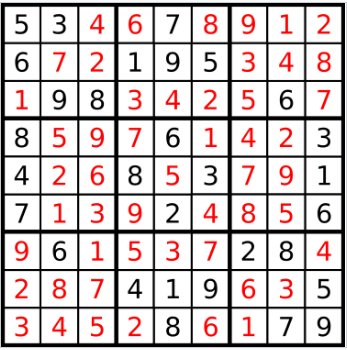 5 3 4 6 7 8 9 1 2
6 7 2 1 9 5 3 4 8
1 9 8 3 4 2 5 6 7
8 5 9 7 6 1 4 2 3
4 2 6 8 5 3 7 9 1
7 1 3 9 2 4 8 5 6
9 6 1 5 3 7 2 8 4
2 8 7 4 1 9 6 3 5
3 4 5 2 8 6 1 7 9